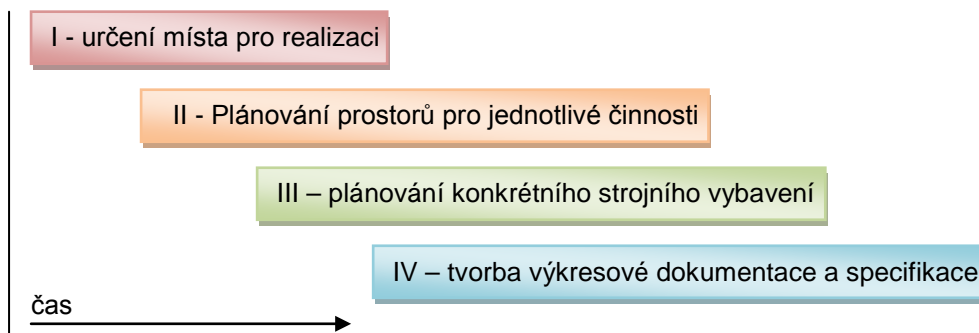 I - určení místa pro realizaci
II - Plánování prostorů pro jednotlivé činnosti
III – plánování konkrétního strojního vybavení
IV – tvorba výkresové dokumentace a specifikace
čas